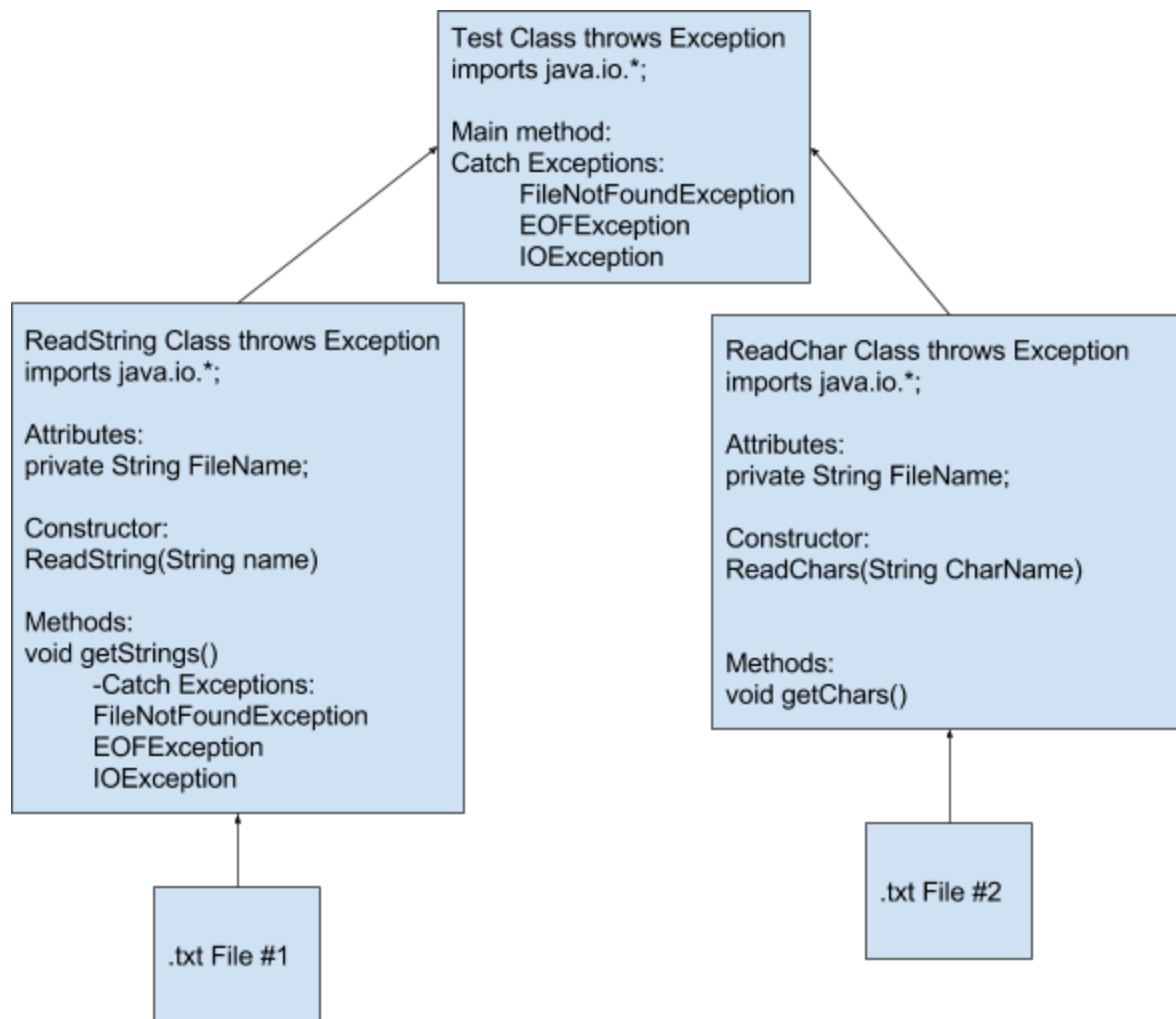 Test Class throws Exception
imports java.io.*;
Main method:
Catch Exceptions:
FileNotFoundException
EOFException
IOException
ReadString Class throws Exception
imports java.io.*;
Attributes:
private String FileName;
Constructor:
ReadString(String name)
Methods:
void getStrings()
-Catch Exceptions:
FileNotFoundException
EOFException
IOException
ReadChar Class throws Exception
imports java.io.*;
Attributes:
private String FileName;
Constructor:
ReadChars(String CharName)
Methods:
void getChars()
.txt File #1
.txt File #2